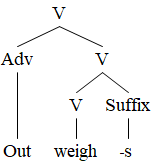 V
Adv V
V Suffix
Out weigh -s